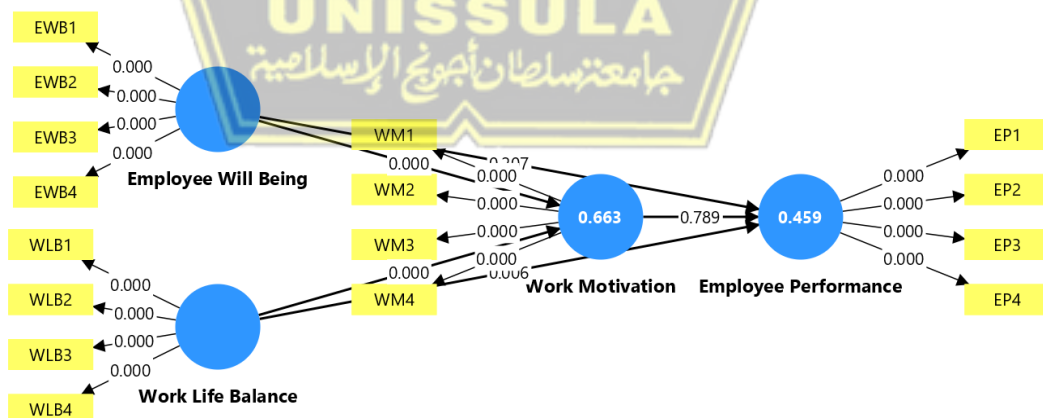 UNISSULA
جامعتنسلطان أجونج الإسلامية
EWB1
0.000
EWB2
0.000
EWB3
0.000
EWB4
0.000
Employee Will Being
WLB1
0.000
WLB2
0.000
WLB3
0.000
WLB4
0.000
Work Life Balance
WM1
0.000
WM2
0.000
WM3
0.000
WM4
0.000
0.000
0.000
0.006
0.663
Work Motivation
0.789
0.459
Employee Performance
0.000
EP1
0.000
EP2
0.000
EP3
0.000
EP4